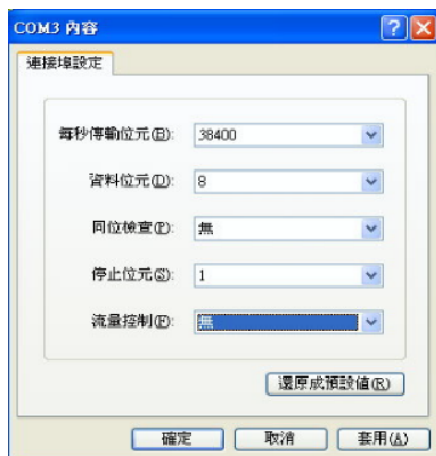 COM3 內容
連接埠設定
每秒傳輸位元(B): 38400
資料位元(D): 8
同位檢查(P): 無
停止位元(S): 1
流量控制(F): 無
還原成預設值(R)
確定 取消 套用(A)